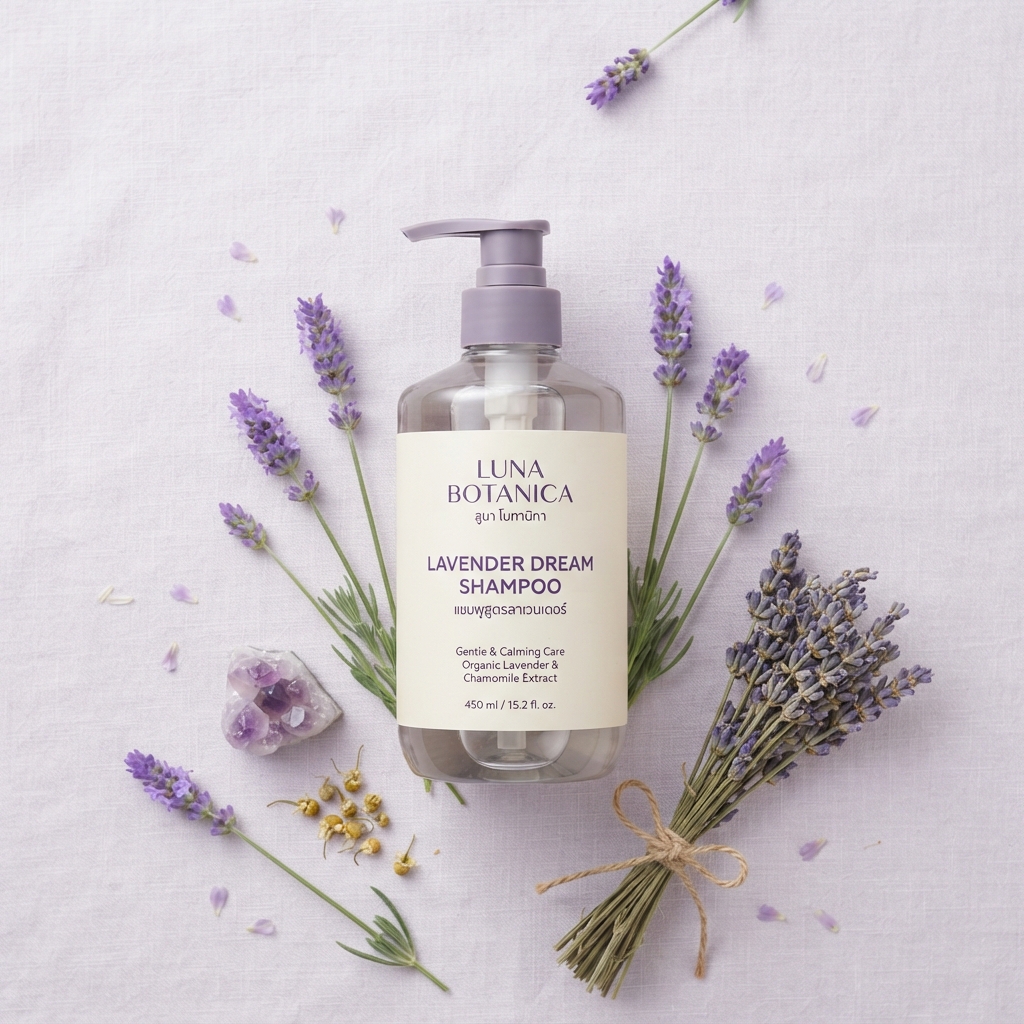 LUNA
BOTANICA
ลูนา โบทานิกา
LAVENDER DREAM
SHAMPOO
แชมพูสูตรลาเวนเดอร์
Gentie & Calming Care
Organic Lavender &
Chamomile Extract
450 ml / 15.2 fl. oz.